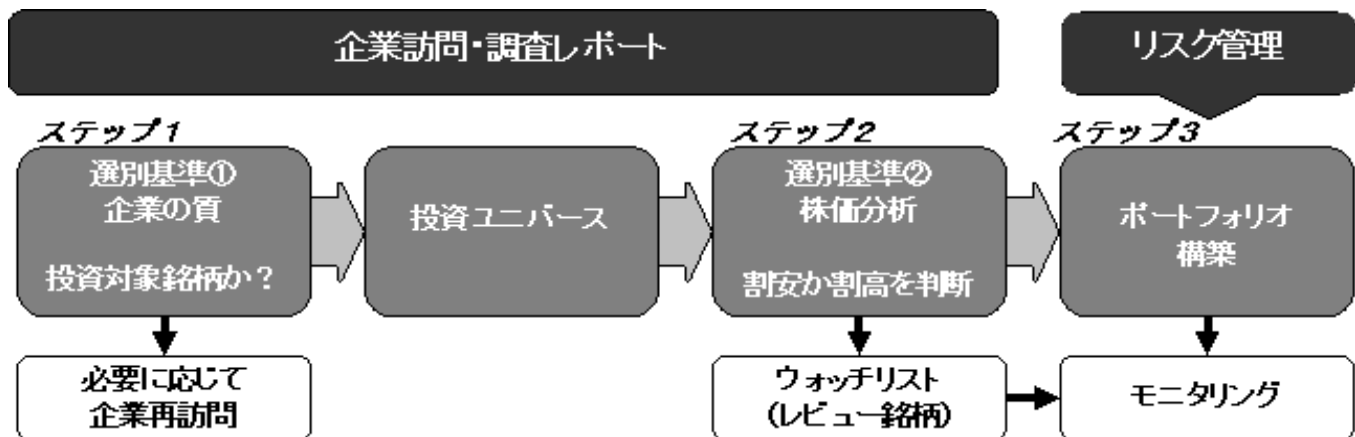 企業訪問・調査レポート
リスク管理
ステップ1
選別基準①
企業の質
投資対象銘柄か？
投資ユニバース
ステップ2
選別基準②
株価分析
割安か割高を判断
ステップ3
ポートフォリオ
構築
必要に応じて
企業再訪問
ウォッチリスト
(レビュー銘柄)
モニタリング